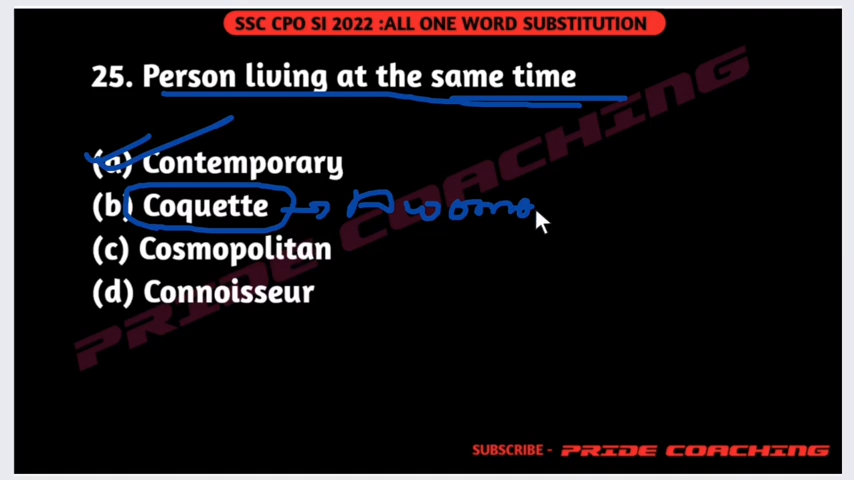 SSC CPO SI 2022 :ALL ONE WORD SUBSTITUTION
25. Person living at the same time
(a) Contemporary
(b) Coquette → A wome
(c) Cosmopolitan
(d) Connoisseur
PRIDE COACHING
SUBSCRIBE - PRIDE COACHING